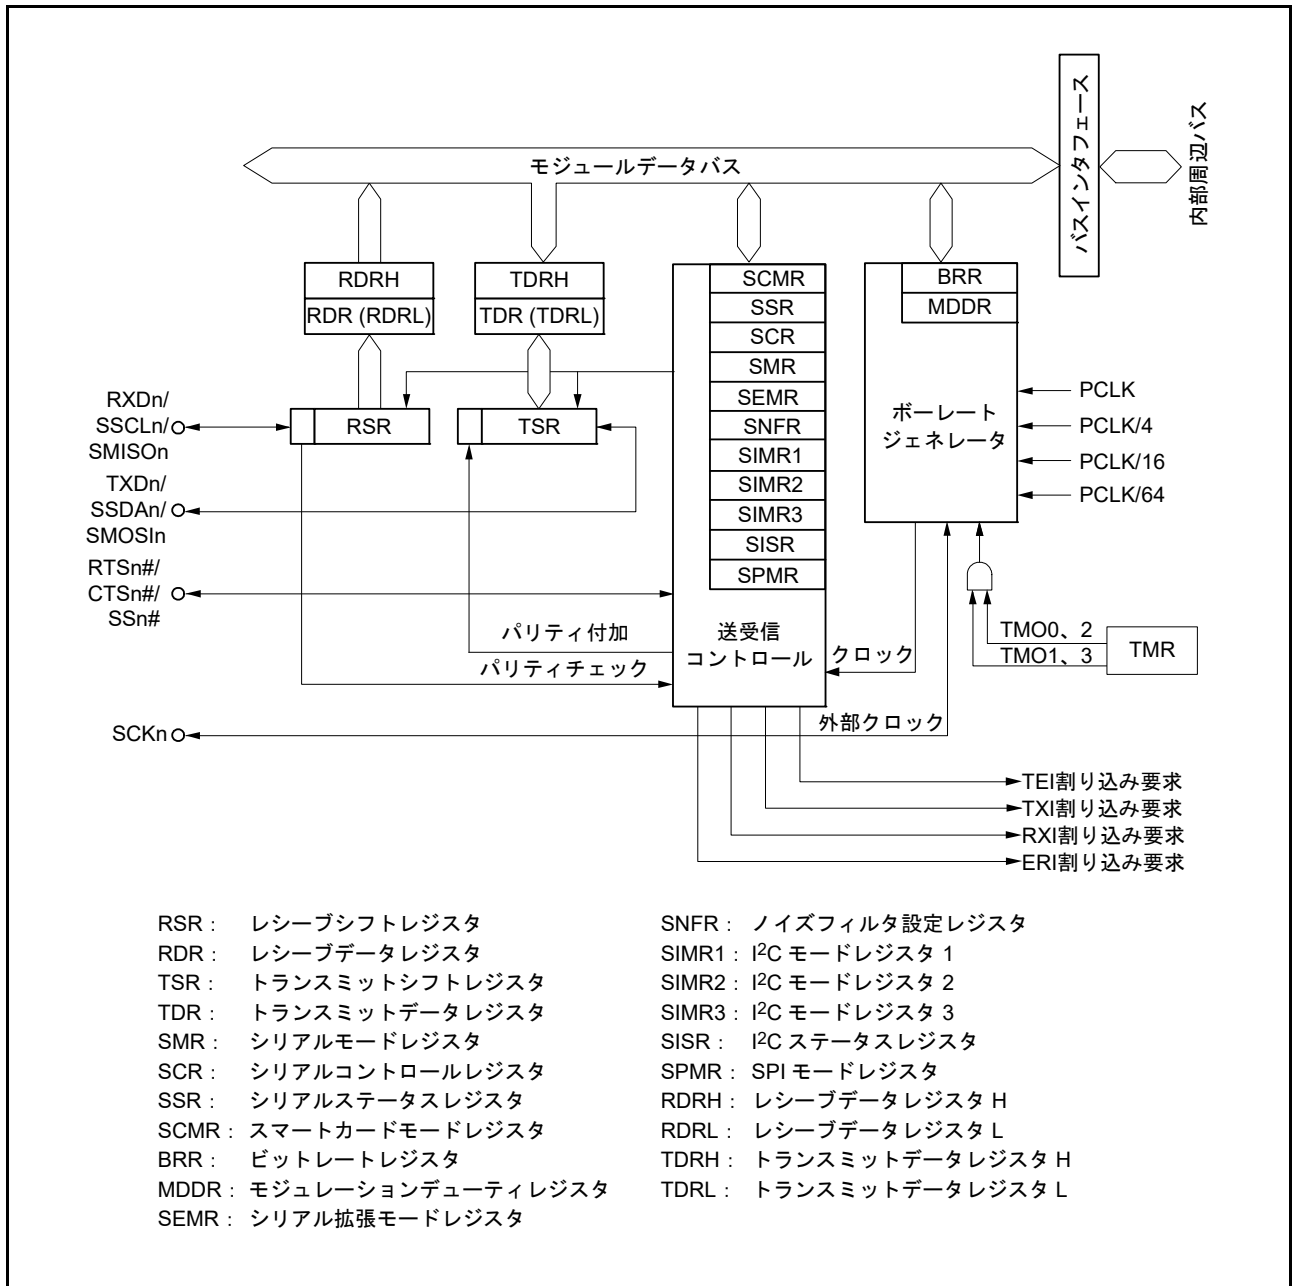 バスインタフェース
内部周辺バス
モジュールデータバス
RDRH
RDR (RDRL)
TDRH
TDR (TDRL)
SCMR
SSR
SCR
SMR
SEMR
SNFR
SIMR1
SIMR2
SIMR3
SISR
SPMR
送受信
コントロール
BRR
MDDR
ボーレート
ジェネレータ
PCLK
PCLK/4
PCLK/16
PCLK/64
RXDn/
SSCLn/
SMISOn
RSR
TSR
TXDn/
SSDAn/
SMOSIn
RTSn#/
CTSn#/
SSn#
パリティ付加
パリティチェック
クロック
TMO0、2
TMO1、3
TMR
外部クロック
SCKn
TEI割り込み要求
TXI割り込み要求
RXI割り込み要求
ERI割り込み要求
RSR : レシーブシフトレジスタ
RDR : レシーブデータレジスタ
TSR : トランスミットシフトレジスタ
TDR : トランスミットデータレジスタ
SMR : シリアルモードレジスタ
SCR : シリアルコントロールレジスタ
SSR : シリアルステータスレジスタ
SCMR : スマートカードモードレジスタ
BRR : ビットレートレジスタ
MDDR : モジュレーションデューティレジスタ
SEMR : シリアル拡張モードレジスタ
SNFR : ノイズフィルタ設定レジスタ
SIMR1 : I²C モードレジスタ 1
SIMR2 : I²C モードレジスタ 2
SIMR3 : I²C モードレジスタ 3
SISR : I²C ステータスレジスタ
SPMR : SPI モードレジスタ
RDRH : レシーブデータレジスタ H
RDRL : レシーブデータレジスタ L
TDRH : トランスミットデータレジスタ H
TDRL : トランスミットデータレジスタ L